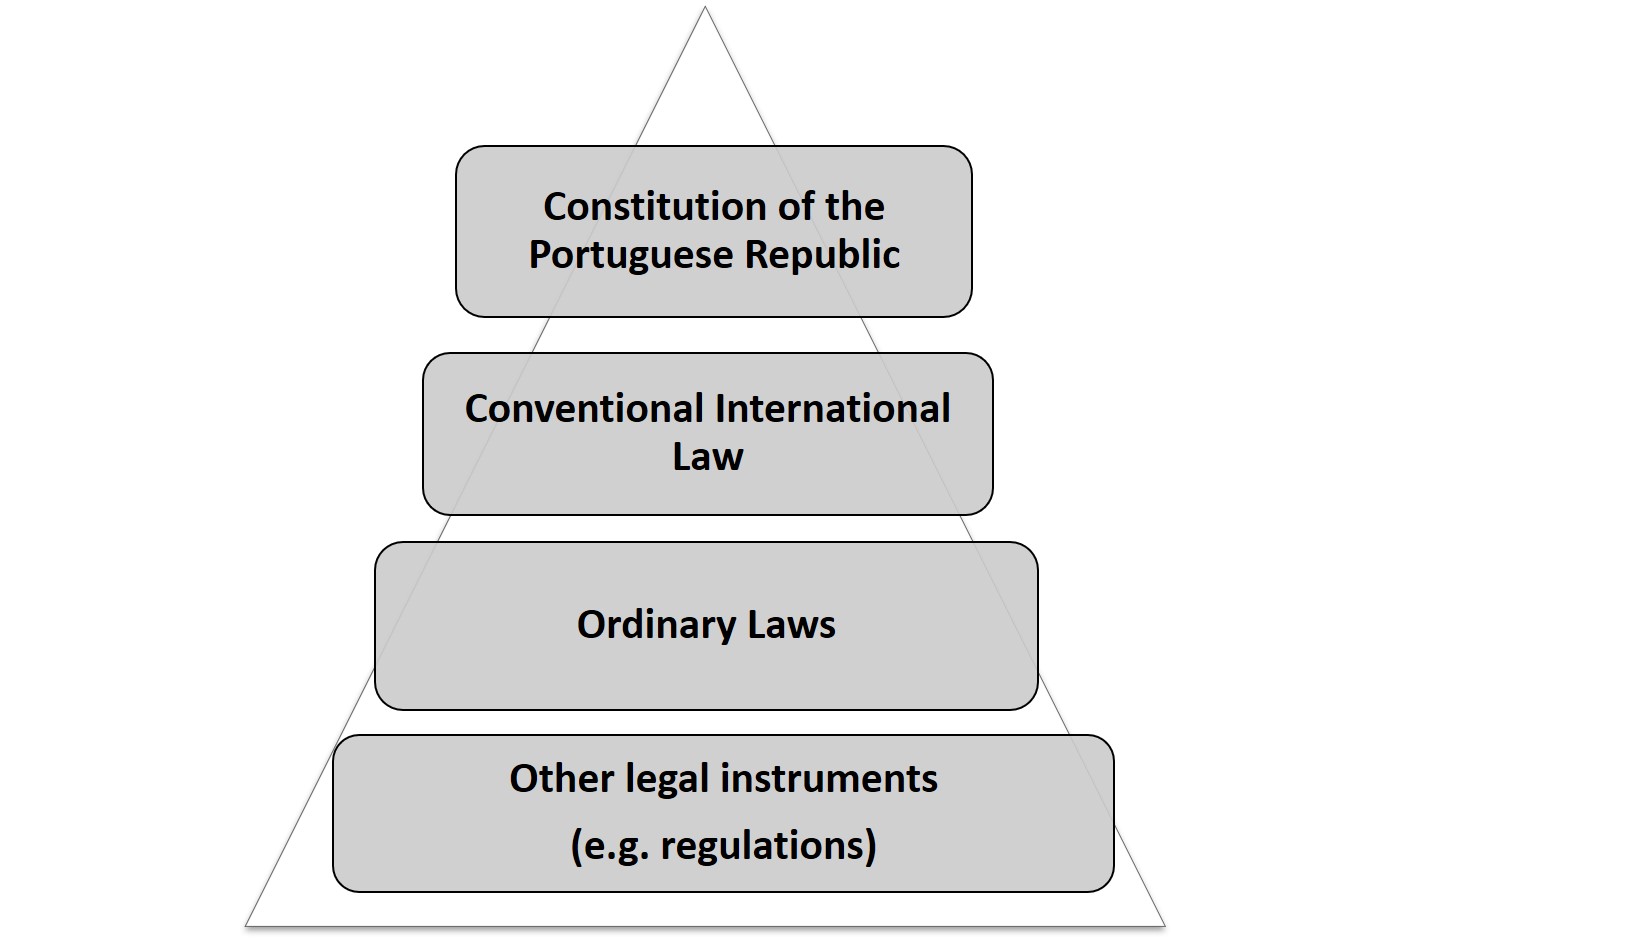 Constitution of the
Portuguese Republic
Conventional International
Law
Ordinary Laws
Other legal instruments
(e.g. regulations)